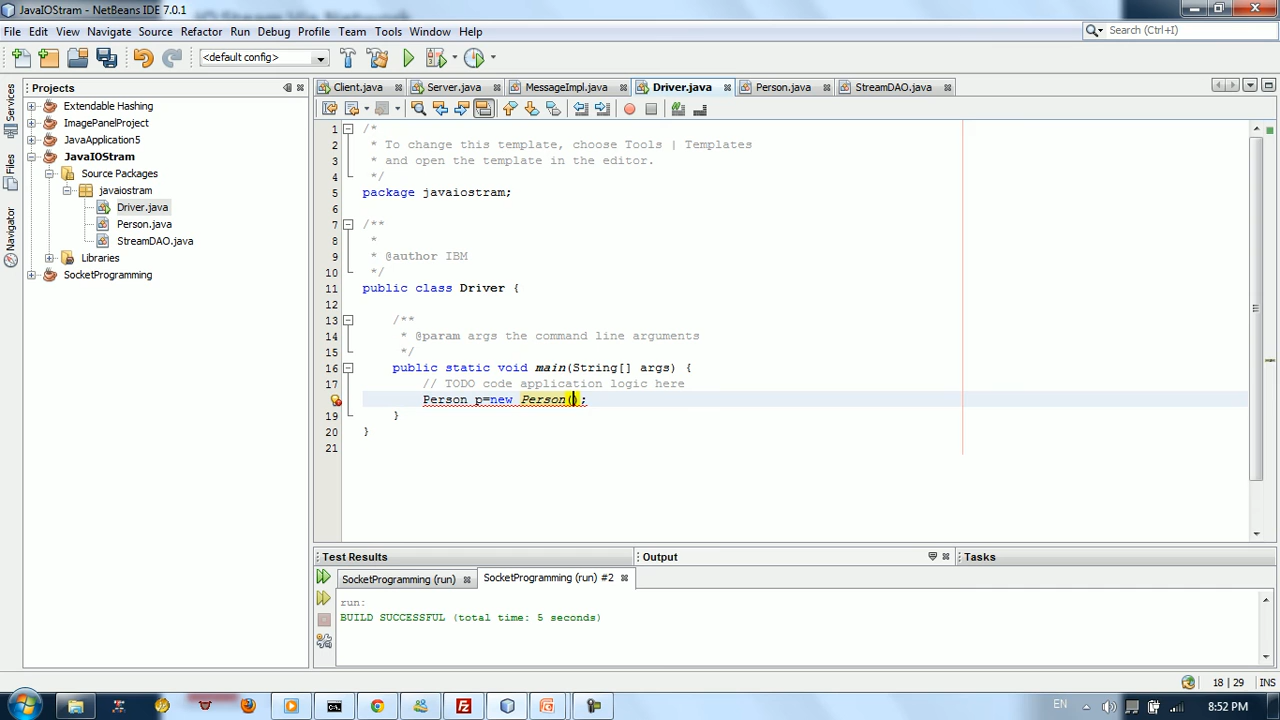 JavaIOStram - NetBeans IDE 7.0.1
File Edit View Navigate Source Refactor Run Debug Profile Team Tools Window Help
Search (Ctrl+I)
<default config>
Projects
Client.java Server.java MessageImpl.java Driver.java Person.java StreamDAO.java
Services
Files
Navigator
Extendable Hashing
ImagePanelProject
JavaApplication5
JavaIOStram
Source Packages
javaiostram
Driver.java
Person.java
StreamDAO.java
Libraries
SocketProgramming
1 /*
2 * To change this template, choose Tools | Templates
3 * and open the template in the editor.
4 */
5 package javaiostram;
6
7 /**
8 *
9 * @author IBM
10 */
11 public class Driver {
12
13 /**
14 * @param args the command line arguments
15 */
16 public static void main(String[] args) {
17 // TODO code application logic here
Person p=new Person();
19 }
20 }
21
Test Results Output Tasks
SocketProgramming (run) SocketProgramming (run) #2
run:
BUILD SUCCESSFUL (total time: 5 seconds)
18 | 29 INS
EN 8:52 PM